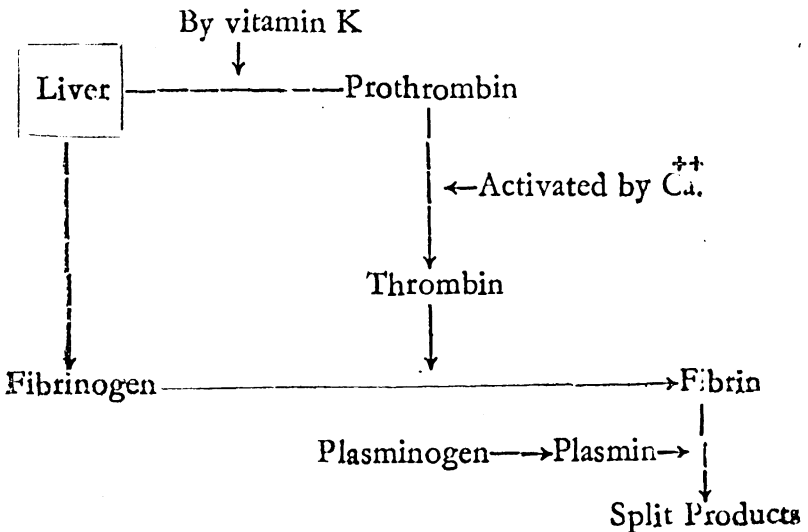 By vitamin K
Liver Prothrombin
←Activated by Ca.++
Thrombin
Fibrinogen Fibrin
Plasminogen Plasmin
Split Products